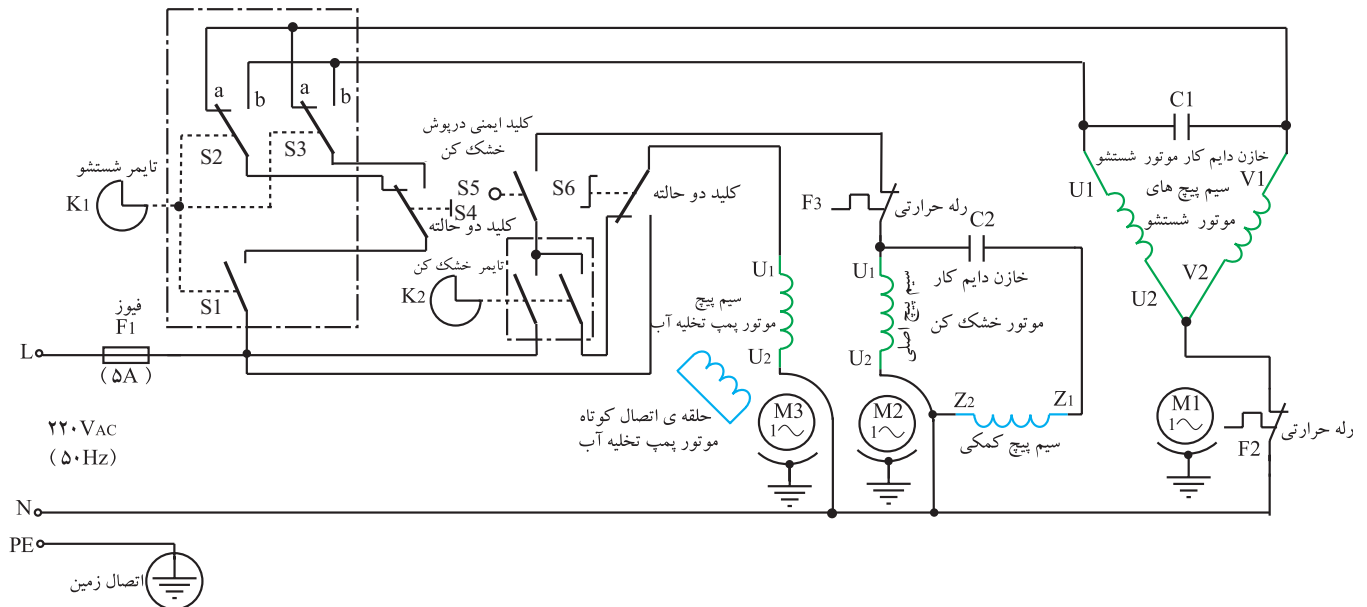 a
b
a
b
S2
S3
تایمر شستشو
K1
S1
فیوز
F1
(۵A)
L
۲۲۰VAC
(۵۰Hz)
N
PE
اتصال زمین
کلید ایمنی درپوش
خشک کن
S5
S4
کلید دو حالته
تایمر خشک کن
K2
S6
کلید دو حالته
U1
سیم پیچ
موتور پمپ تخلیه آب
U2
حلقه ی اتصال کوتاه
موتور پمپ تخلیه آب
M3
1
F3
رله حرارتی
C2
خازن دایم کار
U1
سیم پیچ اصلی
موتور خشک کن
U2
M2
1
Z2
Z1
سیم پیچ کمکی
C1
خازن دایم کار موتور شستشو
U1
V1
سیم پیچ های
موتور شستشو
U2
V2
M1
1
F2
رله حرارتی